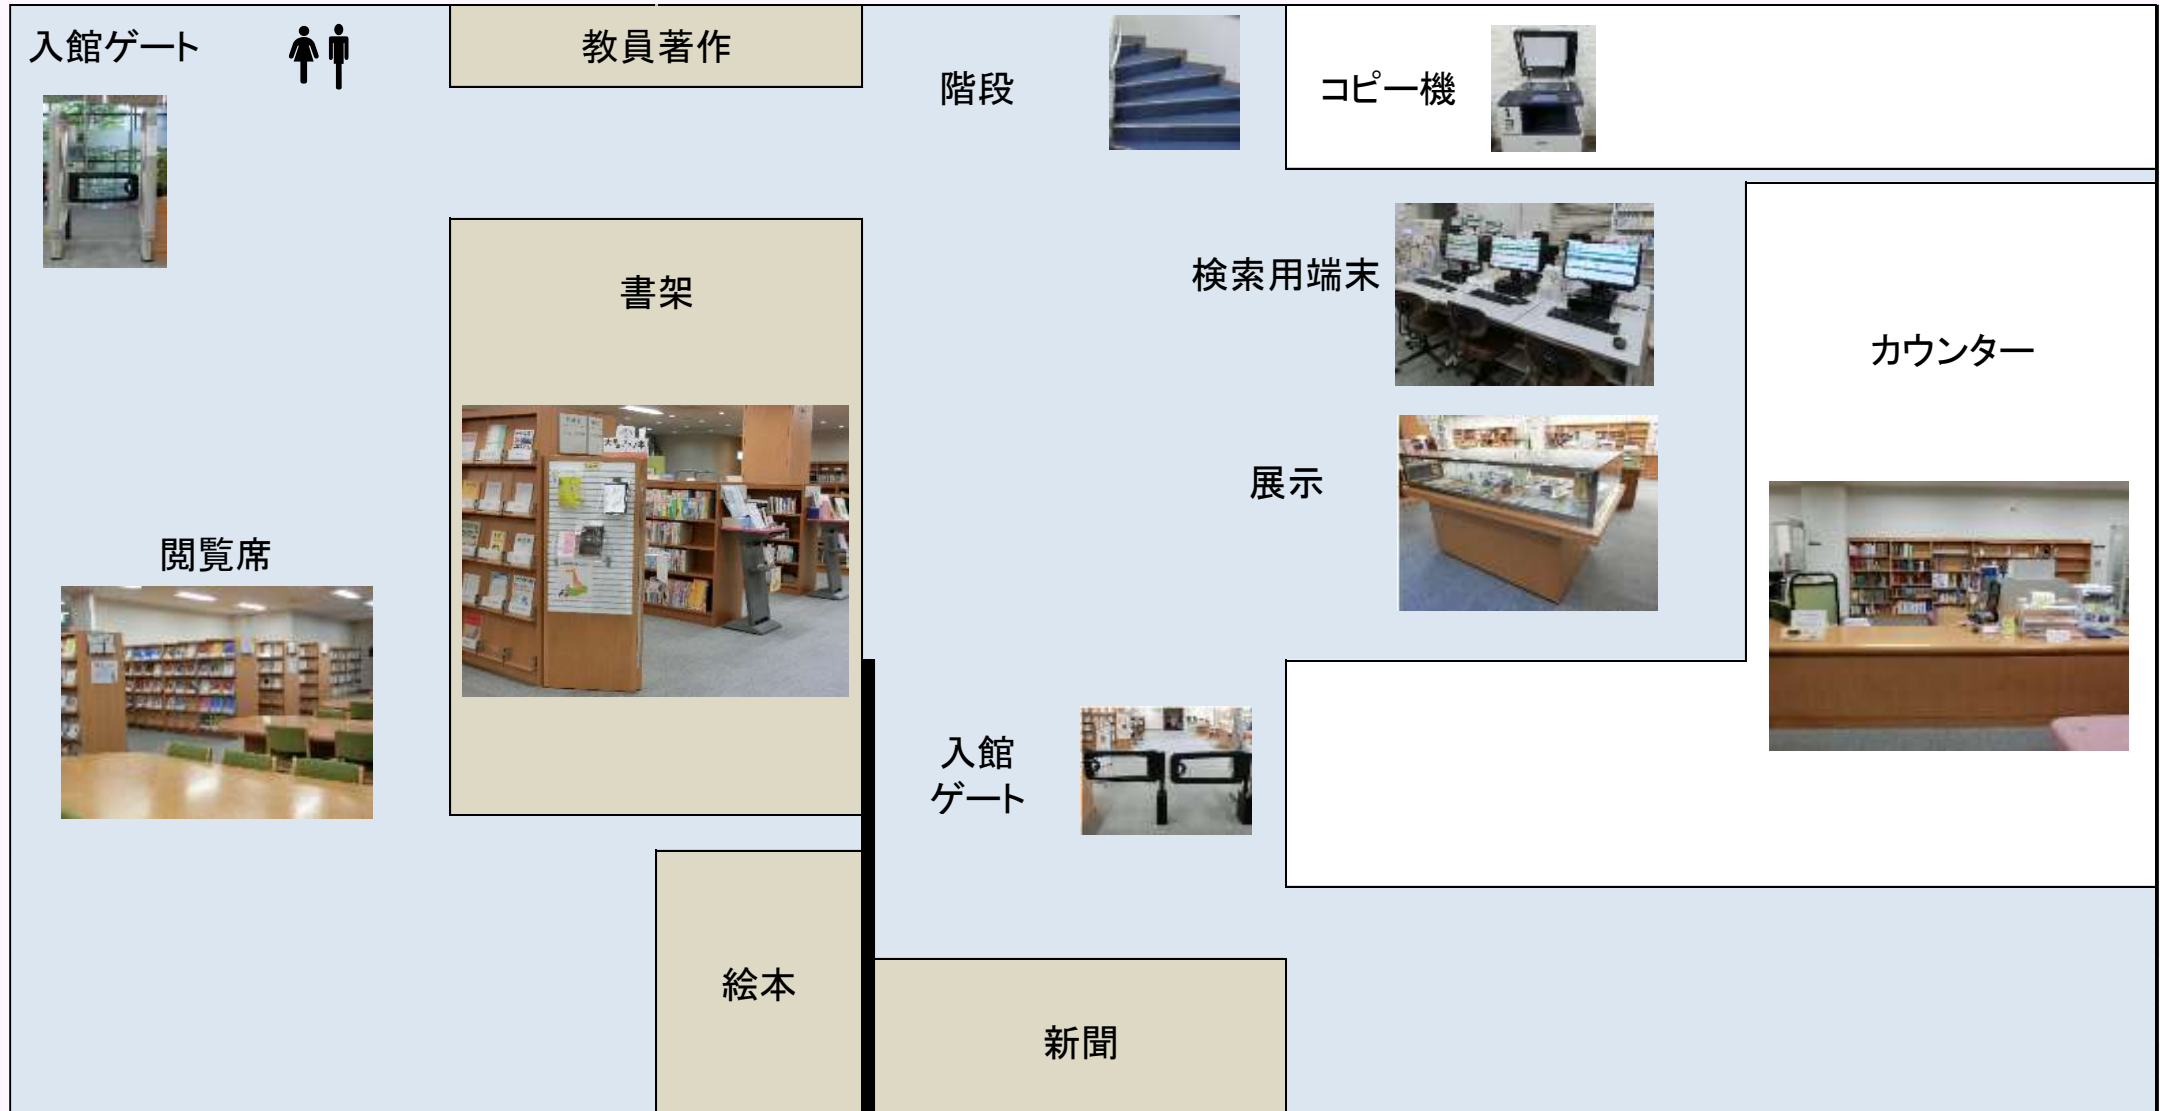 入館ゲート
教員著作
階段
コピー機
書架
検索用端末
カウンター
展示
閲覧席
入館
ゲート
絵本
新聞